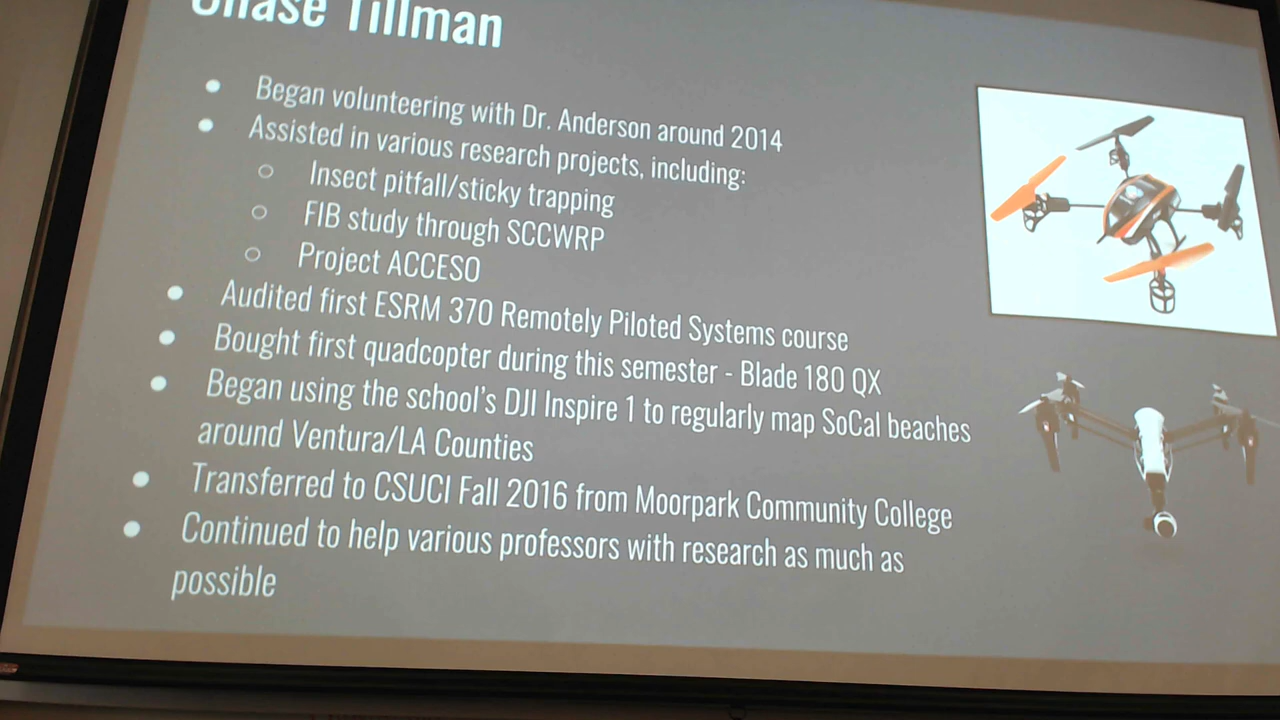 Chase Tillman
● Began volunteering with Dr. Anderson around 2014
● Assisted in various research projects, including:
○ Insect pitfall/sticky trapping
○ FIB study through SCCWRP
○ Project ACCESO
● Audited first ESRM 370 Remotely Piloted Systems course
● Bought first quadcopter during this semester - Blade 180 QX
● Began using the school's DJI Inspire 1 to regularly map SoCal beaches
around Ventura/LA Counties
● Transferred to CSUCI Fall 2016 from Moorpark Community College
● Continued to help various professors with research as much as
possible